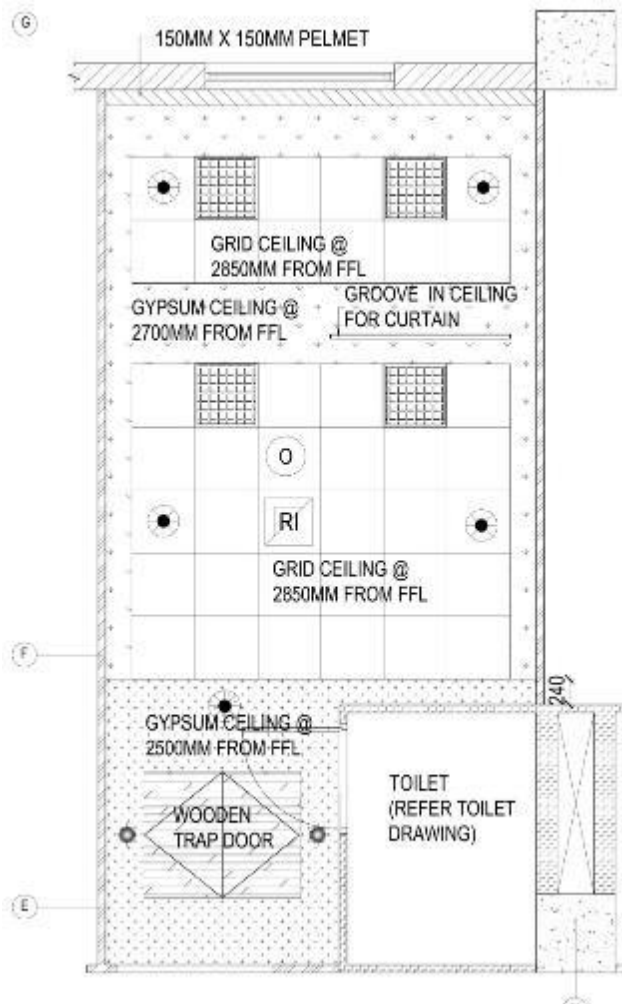 G
150MM X 150MM PELMET
GRID CEILING @
2850MM FROM FFL
GYPSUM CEILING @
2700MM FROM FFL
GROOVE IN CEILING
FOR CURTAIN
O
RI
GRID CEILING @
2850MM FROM FFL
F
240
GYPSUM CEILING @
2500MM FROM FFL
WOODEN
TRAP DOOR
TOILET
(REFER TOILET
DRAWING)
E